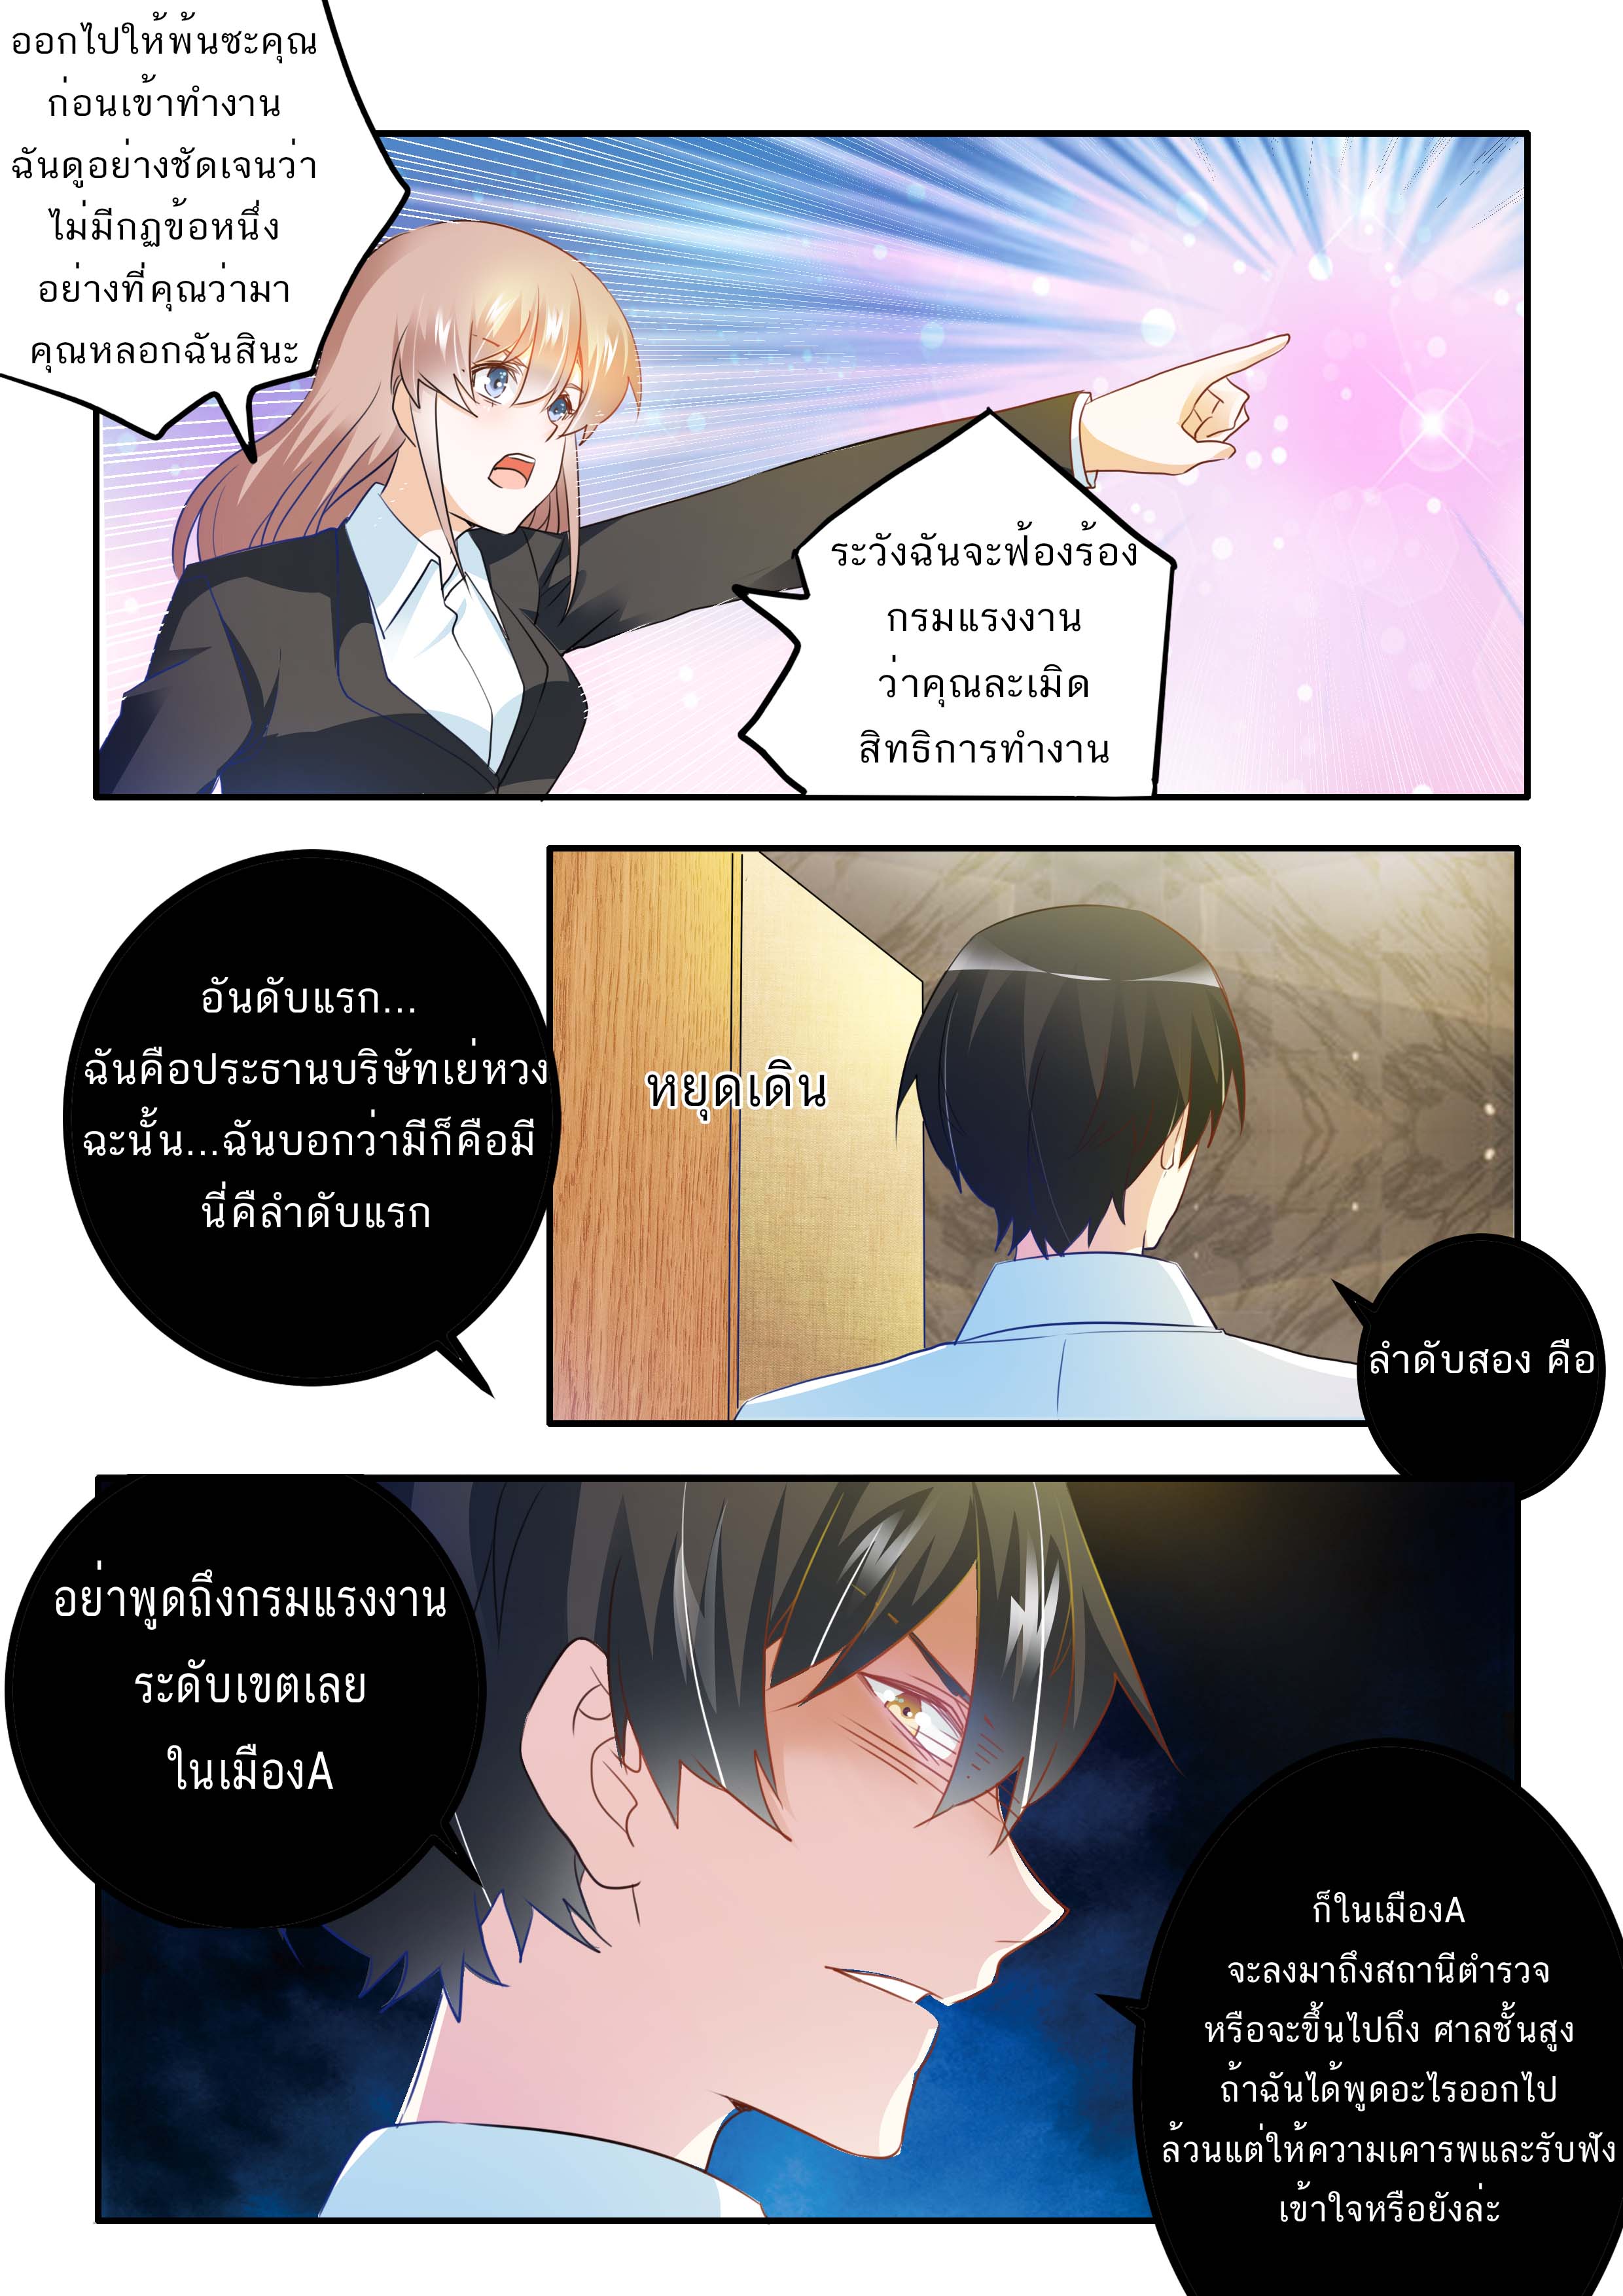 ออกไปให้พ้นซะคุณ
ก่อนเข้าทำงาน
ฉันดูอย่างชัดเจนว่า
ไม่มีกฏข้อหนึ่ง
อย่างที่คุณว่ามา
คุณหลอกฉันสินะ
ระวังฉันจะฟ้องร้อง
กรมแรงงาน
ว่าคุณละเมิด
สิทธิการทำงาน
อันดับแรก...
ฉันคือประธานบริษัทเย่หวง
ฉะนั้น...ฉันบอกว่ามีก็คือมี
นี่คืลำดับแรก
หยุดเดิน
ลำดับสอง คือ
อย่าพูดถึงกรมแรงงาน
ระดับเขตเลย
ในเมืองA
ก็ในเมืองA
จะลงมาถึงสถานีตำรวจ
หรือจะขึ้นไปถึง ศาลชั้นสูง
ถ้าฉันได้พูดอะไรออกไป
ล้วนแต่ให้ความเคารพและรับฟัง
เข้าใจหรือยังล่ะ